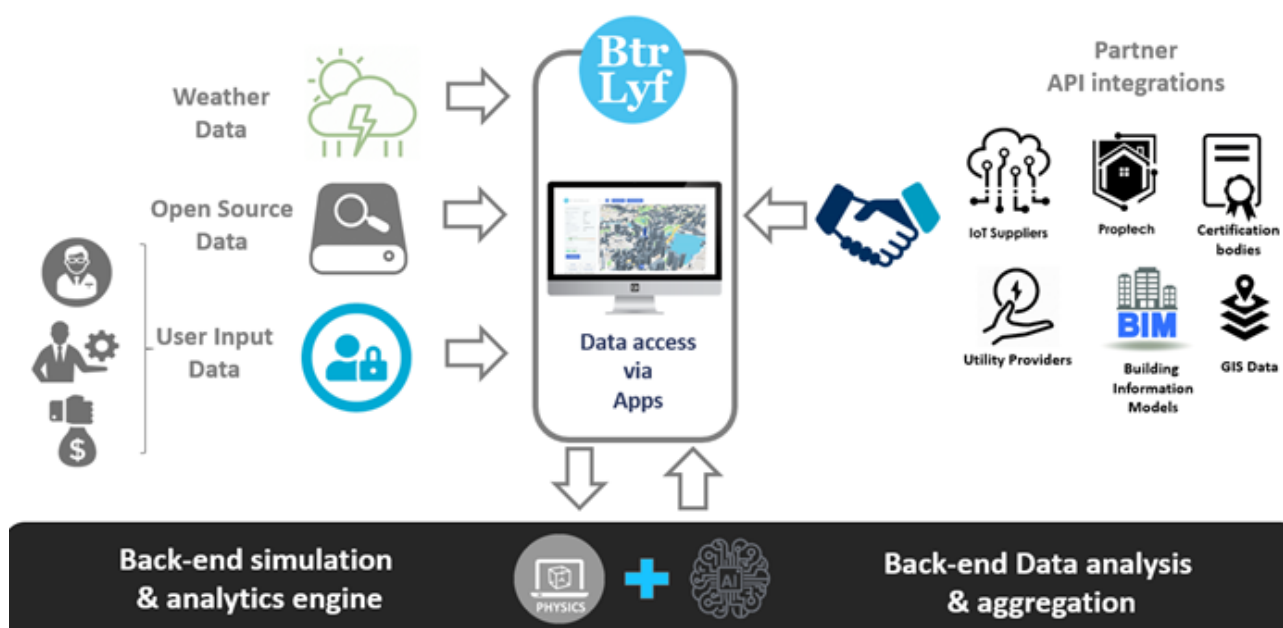 Btr
Lyf
Weather
Data
Open Source
Data
User Input
Data
$
Data access
via
Apps
Partner
API integrations
IoT Suppliers
Proptech
Certification
bodies
Utility Providers
BIM
Building
Information
Models
GIS Data
Back-end simulation
& analytics engine
PHYSICS
AI
Back-end Data analysis
& aggregation